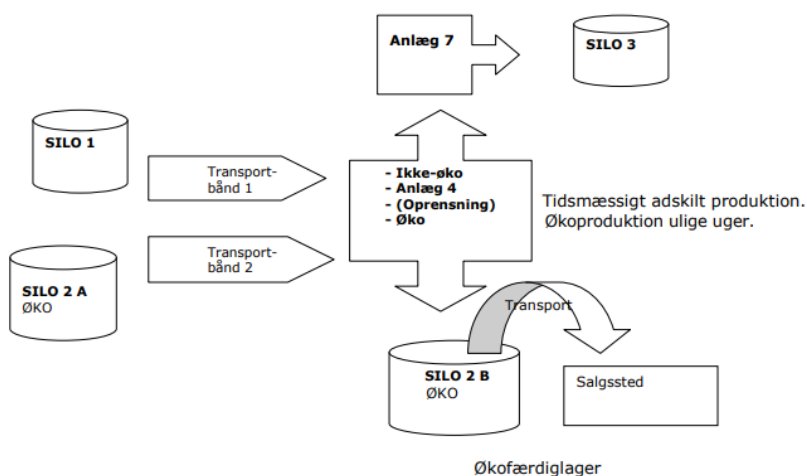 Anlæg 7
SILO 3
SILO 1
Transport-
bånd 1
- Ikke-øko
- Anlæg 4
- (Oprensning)
- Øko
Tidsmæssigt adskilt produktion.
Økoproduktion ulige uger.
SILO 2 A
ØKO
Transport-
bånd 2
Transport
SILO 2 B
ØKO
Salgssted
Økofærdiglager